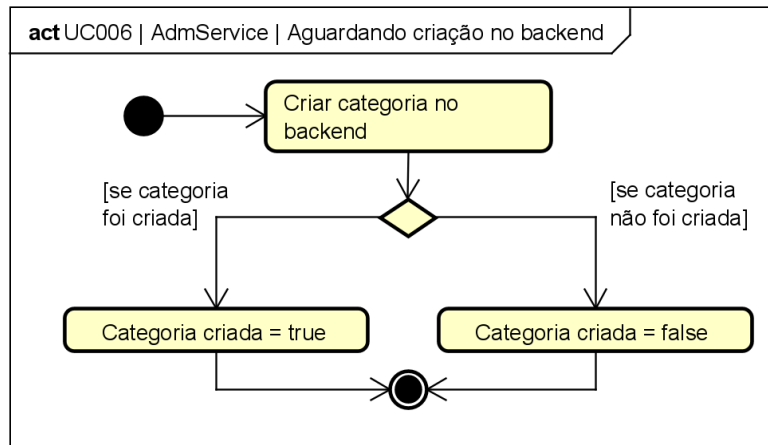 act UC006 | AdmService | Aguardando criação no backend
Criar categoria no
backend
[se categoria
foi criada]
[se categoria
não foi criada]
Categoria criada = true
Categoria criada = false